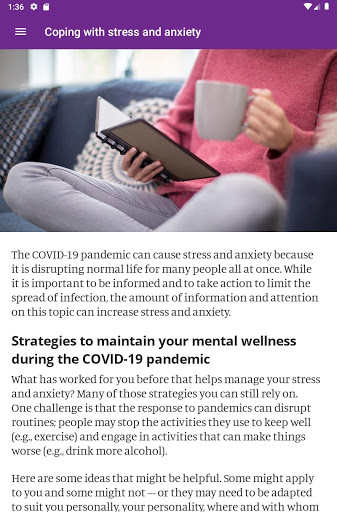 1:36
Coping with stress and anxiety
The COVID-19 pandemic can cause stress and anxiety because
it is disrupting normal life for many people all at once. While
it is important to be informed and to take action to limit the
spread of infection, the amount of information and attention
on this topic can increase stress and anxiety.
Strategies to maintain your mental wellness
during the COVID-19 pandemic
What has worked for you before that helps manage your stress
and anxiety? Many of those strategies you can still rely on.
One challenge is that the response to pandemics can disrupt
routines; people may stop the activities they use to keep well
(e.g., exercise) and engage in activities that can make things
worse (e.g., drink more alcohol).
Here are some ideas that might be helpful. Some might apply
to you and some might not — or they may need to be adapted
to suit you personally, your personality, where and with whom